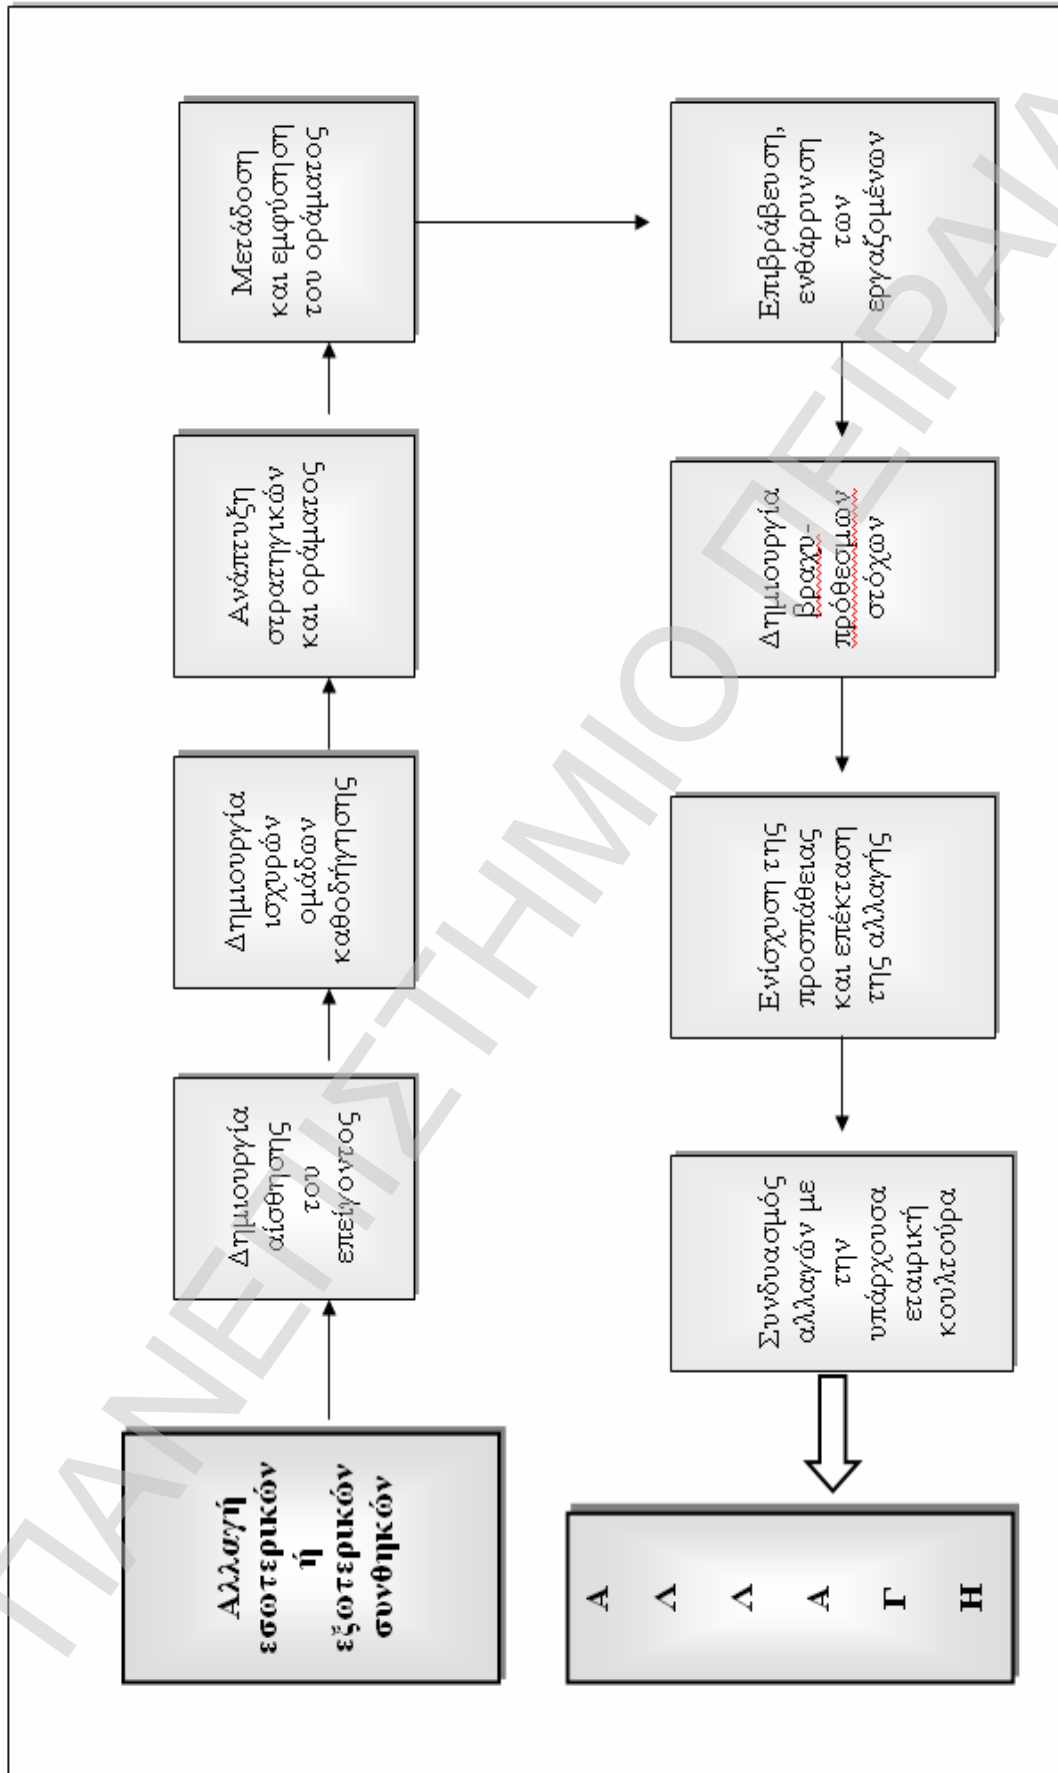 Αλλαγή
εσωτερικών
ή
εξωτερικών
συνθηκών
Δημιουργία
αίσθησης
του
επείγοντος
Δημιουργία
ισχυρών
ομάδων
καθοδήγησης
Ανάπτυξη
στρατηγικών
και οράματος
Μετάδοση
και εμφύσηση
του οράματος
Επιβράβευση,
ενθάρρυνση
των
εργαζομένων
Δημιουργία
βραχυ-
πρόθεσμων
στόχων
Ενίσχυση της
προσπάθειας
και επέκταση
της αλλαγής
Συνδυασμός
αλλαγών με
την
υπάρχουσα
εταιρική
κουλτούρα
Α
Λ
Λ
Α
Γ
Η
ΠΑΝΕΠΙΣΤΗΜΙΟ ΠΕΙΡΑΙΑ